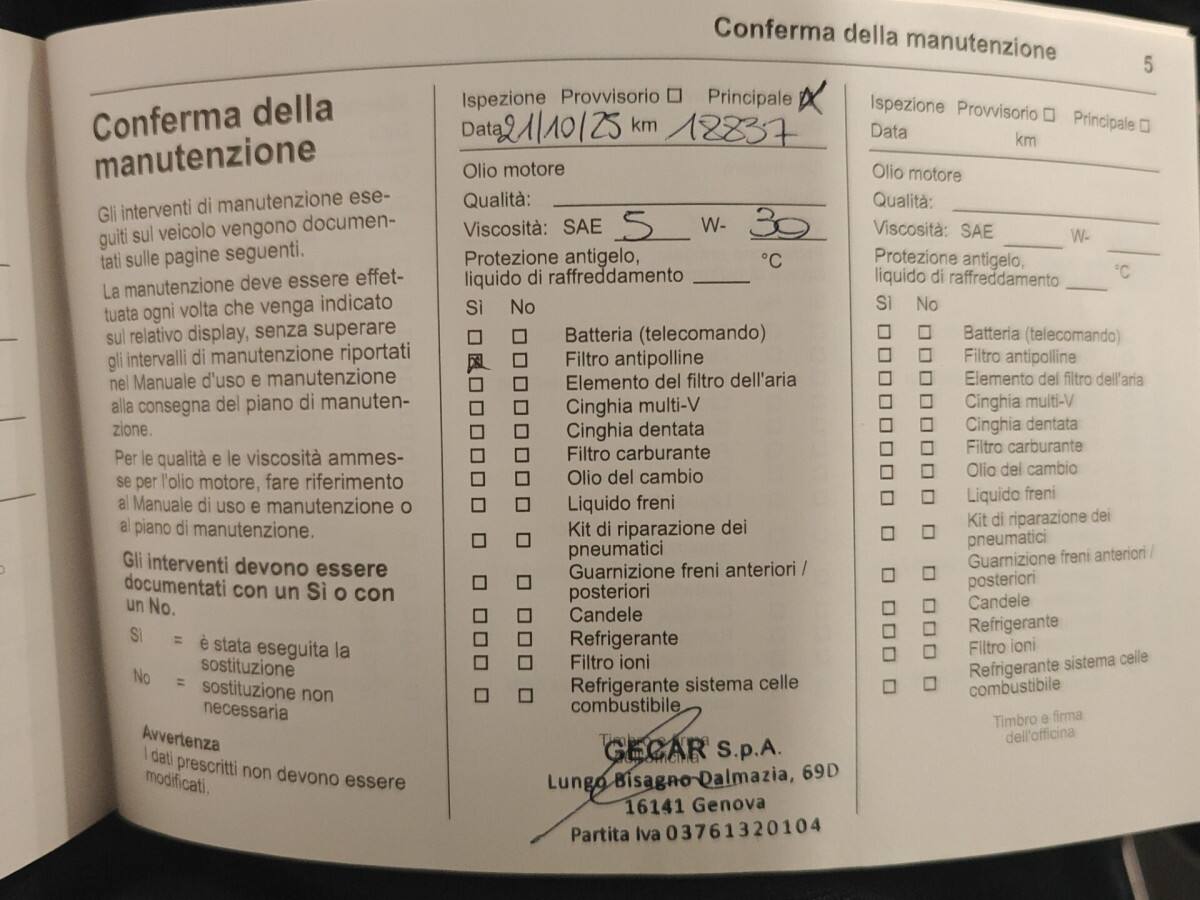 Conferma della manutenzione
5
Conferma della
manutenzione
Gli interventi di manutenzione ese-
guiti sul veicolo vengono documen-
tati sulle pagine seguenti.
La manutenzione deve essere effet-
tuata ogni volta che venga indicato
sul relativo display, senza superare
gli intervalli di manutenzione riportati
nel Manuale d'uso e manutenzione
alla consegna del piano di manuten-
zione.
Per le qualità e le viscosità ammes-
se per l'olio motore, fare riferimento
al Manuale di uso e manutenzione o
al piano di manutenzione.
Gli interventi devono essere
documentati con un Sì o con
un No.
Sì = è stata eseguita la
sostituzione
No = sostituzione non
necessaria
Avvertenza
I dati prescritti non devono essere
modificati.
Ispezione Provvisorio □ Principale ☒
Data 21/10/25 km 18837
Olio motore
Qualità:
Viscosità: SAE 5 W- 30
Protezione antigelo,
liquido di raffreddamento °C
Sì No
□ □ Batteria (telecomando)
☒ □ Filtro antipolline
□ □ Elemento del filtro dell'aria
□ □ Cinghia multi-V
□ □ Cinghia dentata
□ □ Filtro carburante
□ □ Olio del cambio
□ □ Liquido freni
□ □ Kit di riparazione dei
pneumatici
□ □ Guarnizione freni anteriori /
posteriori
□ □ Candele
□ □ Refrigerante
□ □ Filtro ioni
□ □ Refrigerante sistema celle
combustibile
Timbro e firma
dell'officina
GECAR S.p.A.
Lungo Bisagno Dalmazia, 69D
16141 Genova
Partita Iva 03761320104
Ispezione Provvisorio □ Principale □
Data km
Olio motore
Qualità:
Viscosità: SAE W-
Protezione antigelo,
liquido di raffreddamento °C
Sì No
□ □ Batteria (telecomando)
□ □ Filtro antipolline
□ □ Elemento del filtro dell'aria
□ □ Cinghia multi-V
□ □ Cinghia dentata
□ □ Filtro carburante
□ □ Olio del cambio
□ □ Liquido freni
□ □ Kit di riparazione dei
pneumatici
□ □ Guarnizione freni anteriori /
posteriori
□ □ Candele
□ □ Refrigerante
□ □ Filtro ioni
□ □ Refrigerante sistema celle
combustibile
Timbro e firma
dell'officina